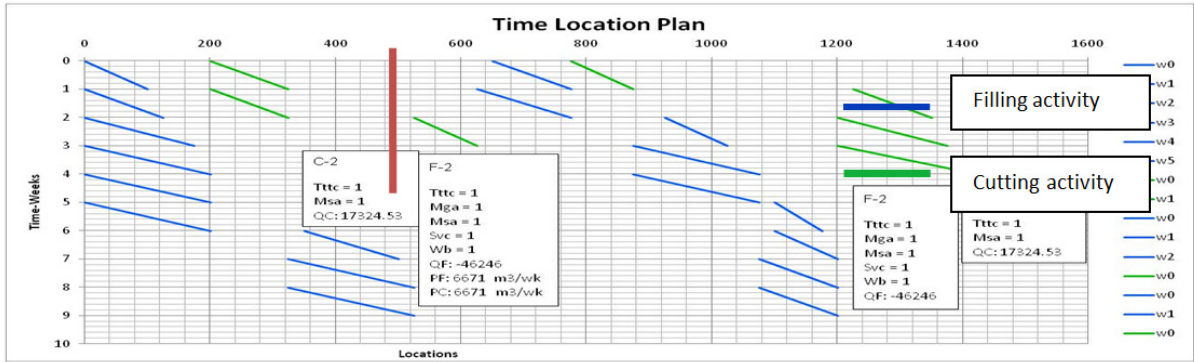 Time Location Plan
0 200 400 600 800 1000 1200 1400 1600
0
1
2
3
4
5
6
7
8
9
10
Time-Weeks
Locations
C-2
Tttc = 1
Msa = 1
QC: 17324.53
F-2
Tttc = 1
Mga = 1
Msa = 1
Svc = 1
Wb = 1
QF: -46246
PF: 6671 m3/wk
PC: 6671 m3/wk
F-2
Tttc = 1
Mga = 1
Msa = 1
Svc = 1
Wb = 1
QF: -46246
Tttc = 1
Msa = 1
QC: 17324.53
Filling activity
Cutting activity
w0
w1
w2
w3
w4
w5
w0
w1
w0
w1
w2
w0
w0
w1
w0